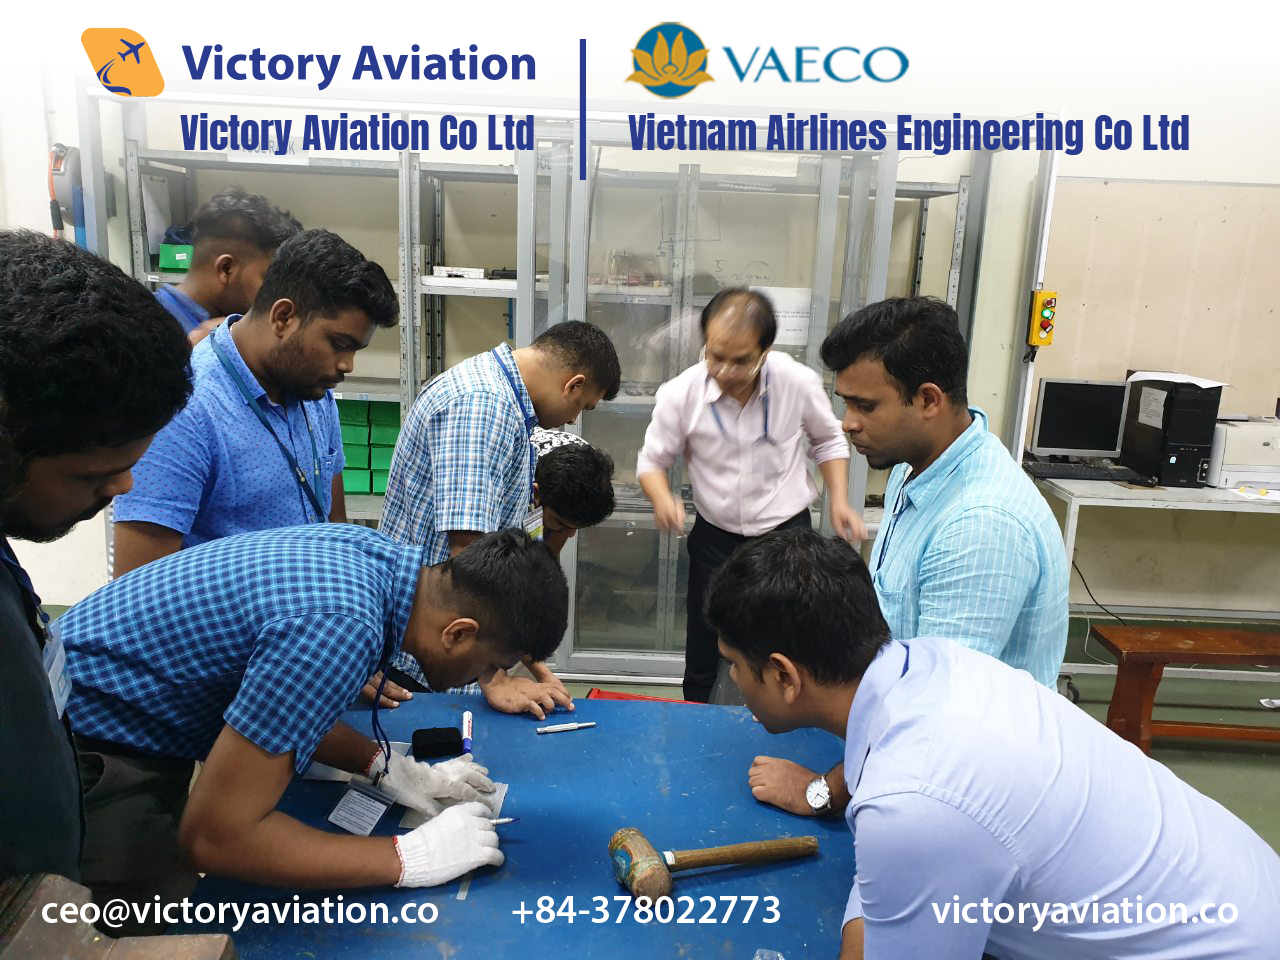 Victory Aviation
VAECO
Victory Aviation Co Ltd
Vietnam Airlines Engineering Co Ltd
ceo@victoryaviation.co
+84-378022773
victoryaviation.co